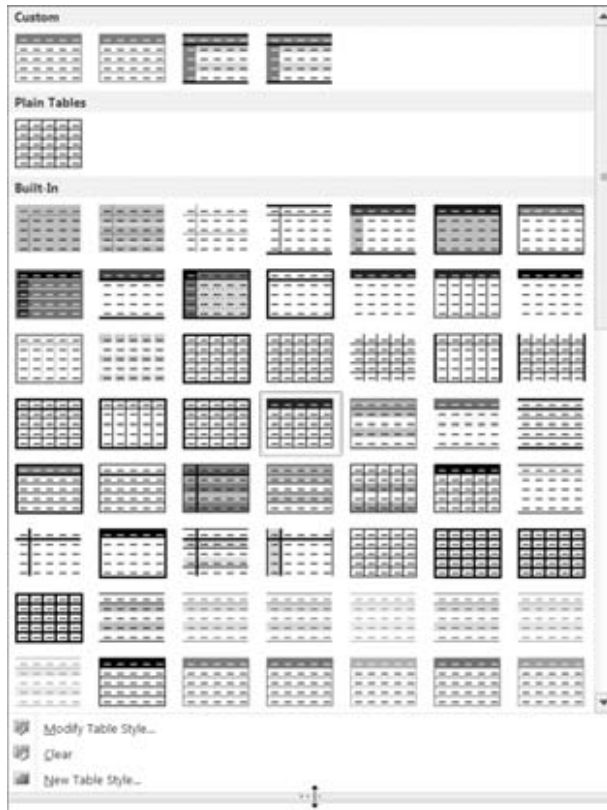 Custom
Plain Tables
Built-In
Modify Table Style...
Clear
New Table Style...